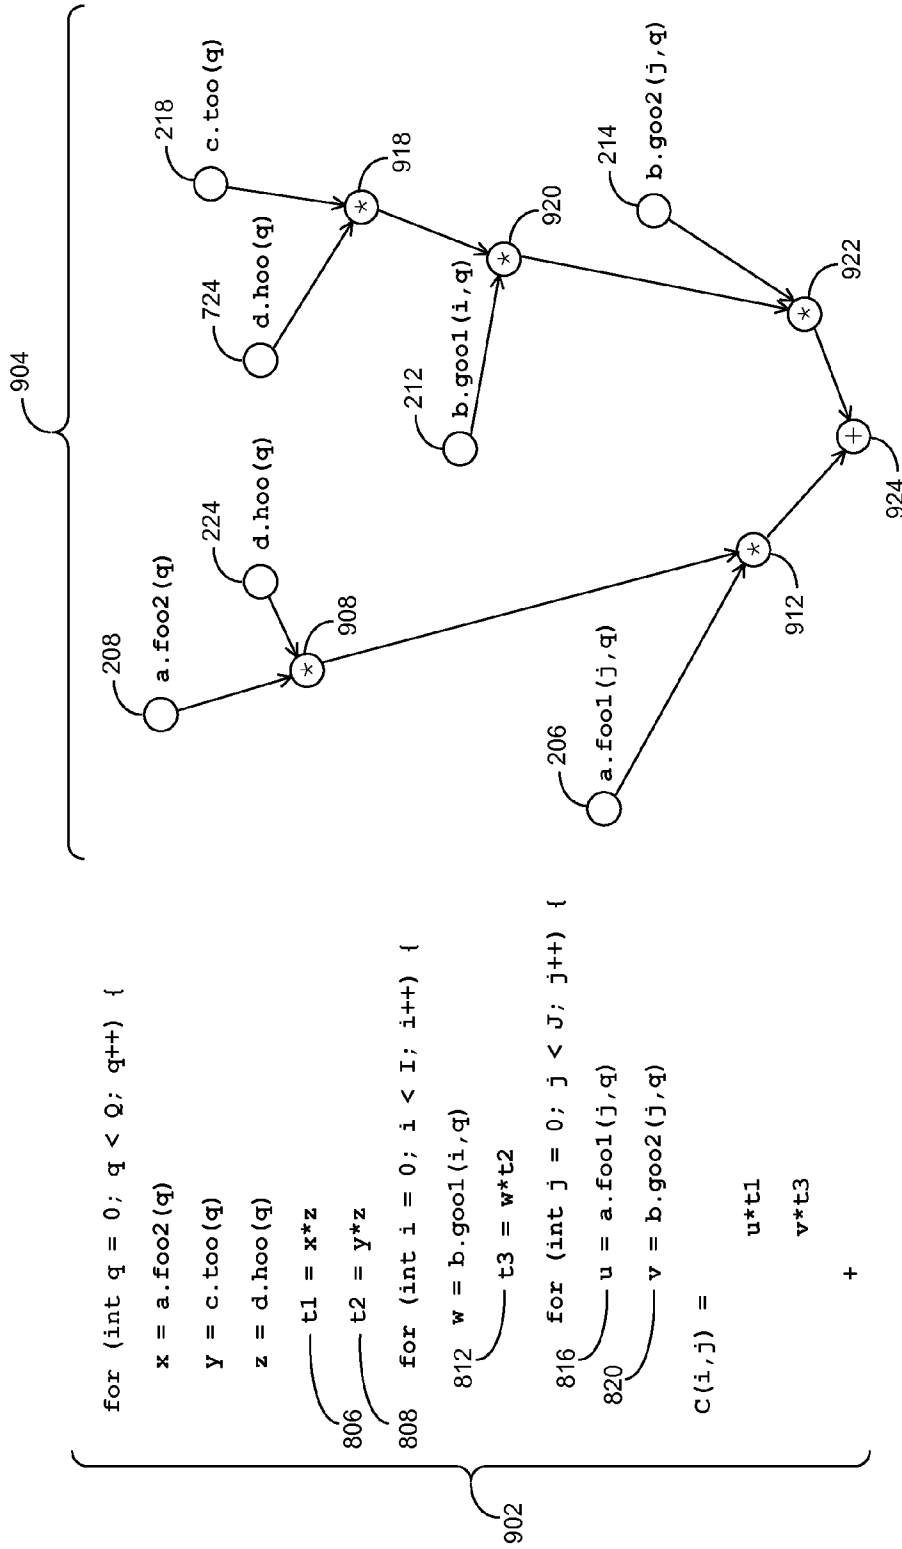 902
904
for (int q = 0; q < Q; q++) {
x = a.foo2(q)
y = c.too(q)
z = d.hoo(q)
806
t1 = x*z
808
t2 = y*z
for (int i = 0; i < I; i++) {
812
w = b.goo1(i,q)
t3 = w*t2
for (int j = 0; j < J; j++) {
816
u = a.foo1(j,q)
820
v = b.goo2(j,q)
C(i,j) =
u*t1
v*t3
+
208
a.foo2(q)
218
c.too(q)
224
d.hoo(q)
724
d.hoo(q)
*
908
*
918
212
b.goo1(i,q)
*
920
206
a.foo1(j,q)
214
b.goo2(j,q)
*
912
*
922
+
924